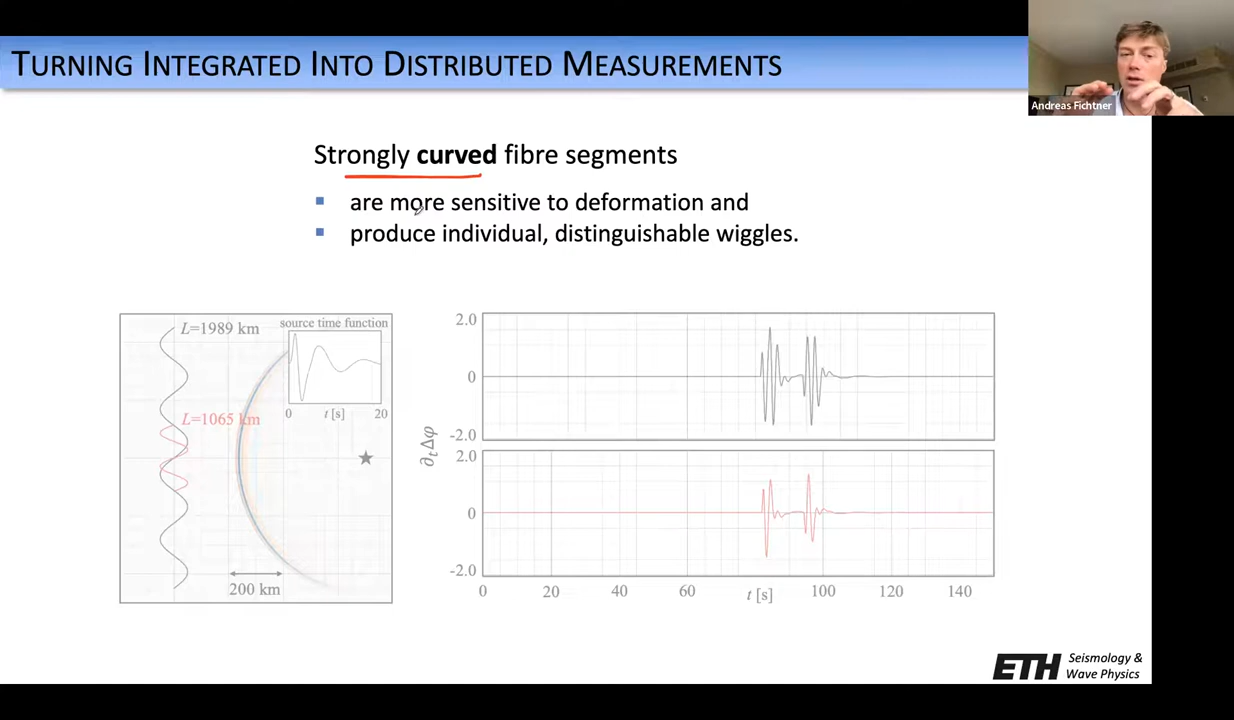 TURNING INTEGRATED INTO DISTRIBUTED MEASUREMENTS
Andreas Fichtner
Strongly curved fibre segments
are more sensitive to deformation and
produce individual, distinguishable wiggles.
L=1989 km
source time function
0
t [s]
20
L=1065 km
200 km
∂tΔφ
2.0
0
-2.0
2.0
0
-2.0
0
20
40
60
t [s]
100
120
140
ETH
Seismology &
Wave Physics